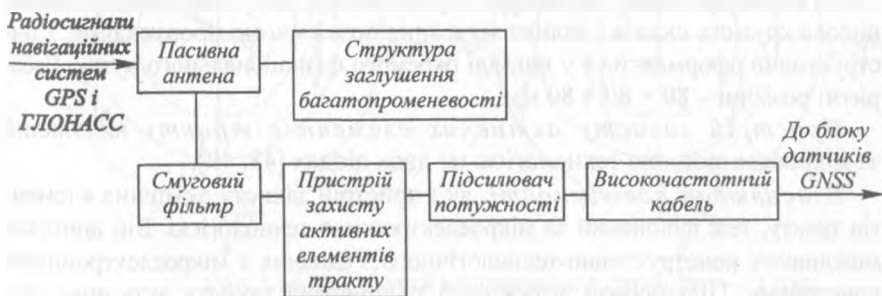 Радіосигнали
навігаційних
систем
GPS і
ГЛОНАСС
Пасивна
антена
Структура
заглушення
багатопроменевості
Смуговий
фільтр
Пристрій
захисту
активних
елементів
тракту
Підсилювач
потужності
Високочастотний
кабель
До блоку
датчиків
GNSS